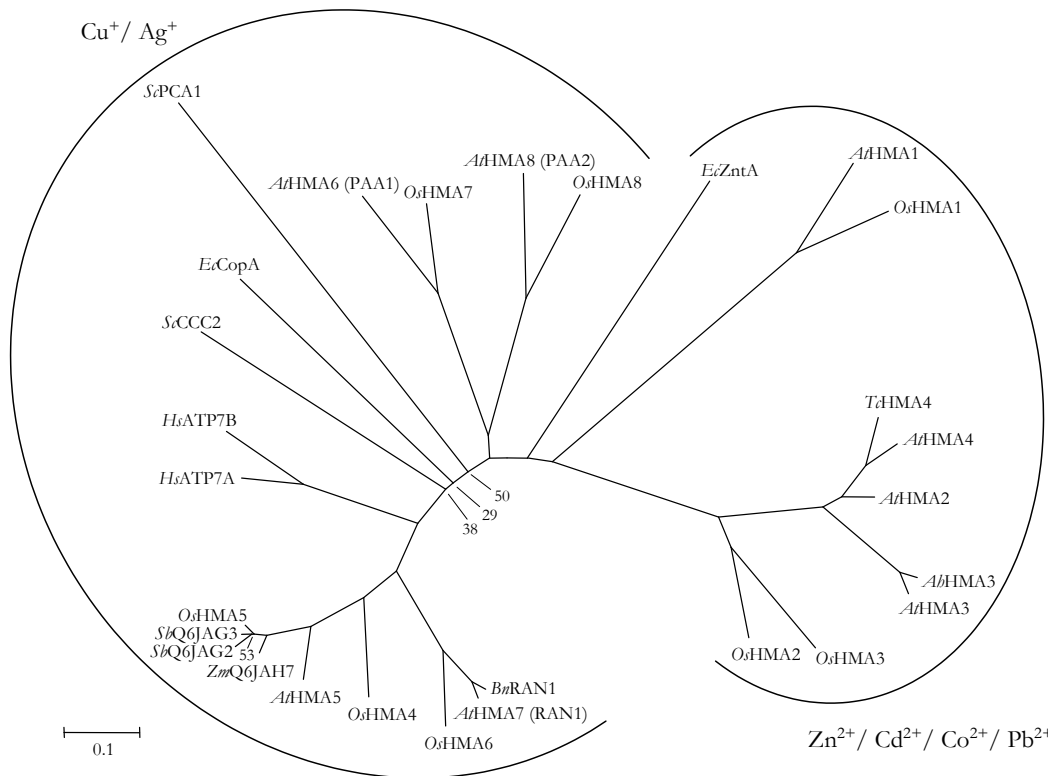 Cu⁺/ Ag⁺
ScPCA1
AtHMA6 (PAA1)
OsHMA7
AtHMA8 (PAA2)
OsHMA8
EcZntA
AtHMA1
OsHMA1
EcCopA
ScCCC2
HsATP7B
HsATP7A
TcHMA4
AtHMA4
AtHMA2
AhHMA3
AtHMA3
OsHMA2
OsHMA3
50
29
38
OsHMA5
SbQ6JAG3
SbQ6JAG2
53
ZmQ6JAH7
AtHMA5
OsHMA4
OsHMA6
BnRAN1
AtHMA7 (RAN1)
0.1
Zn²⁺/ Cd²⁺/ Co²⁺/ Pb²⁺